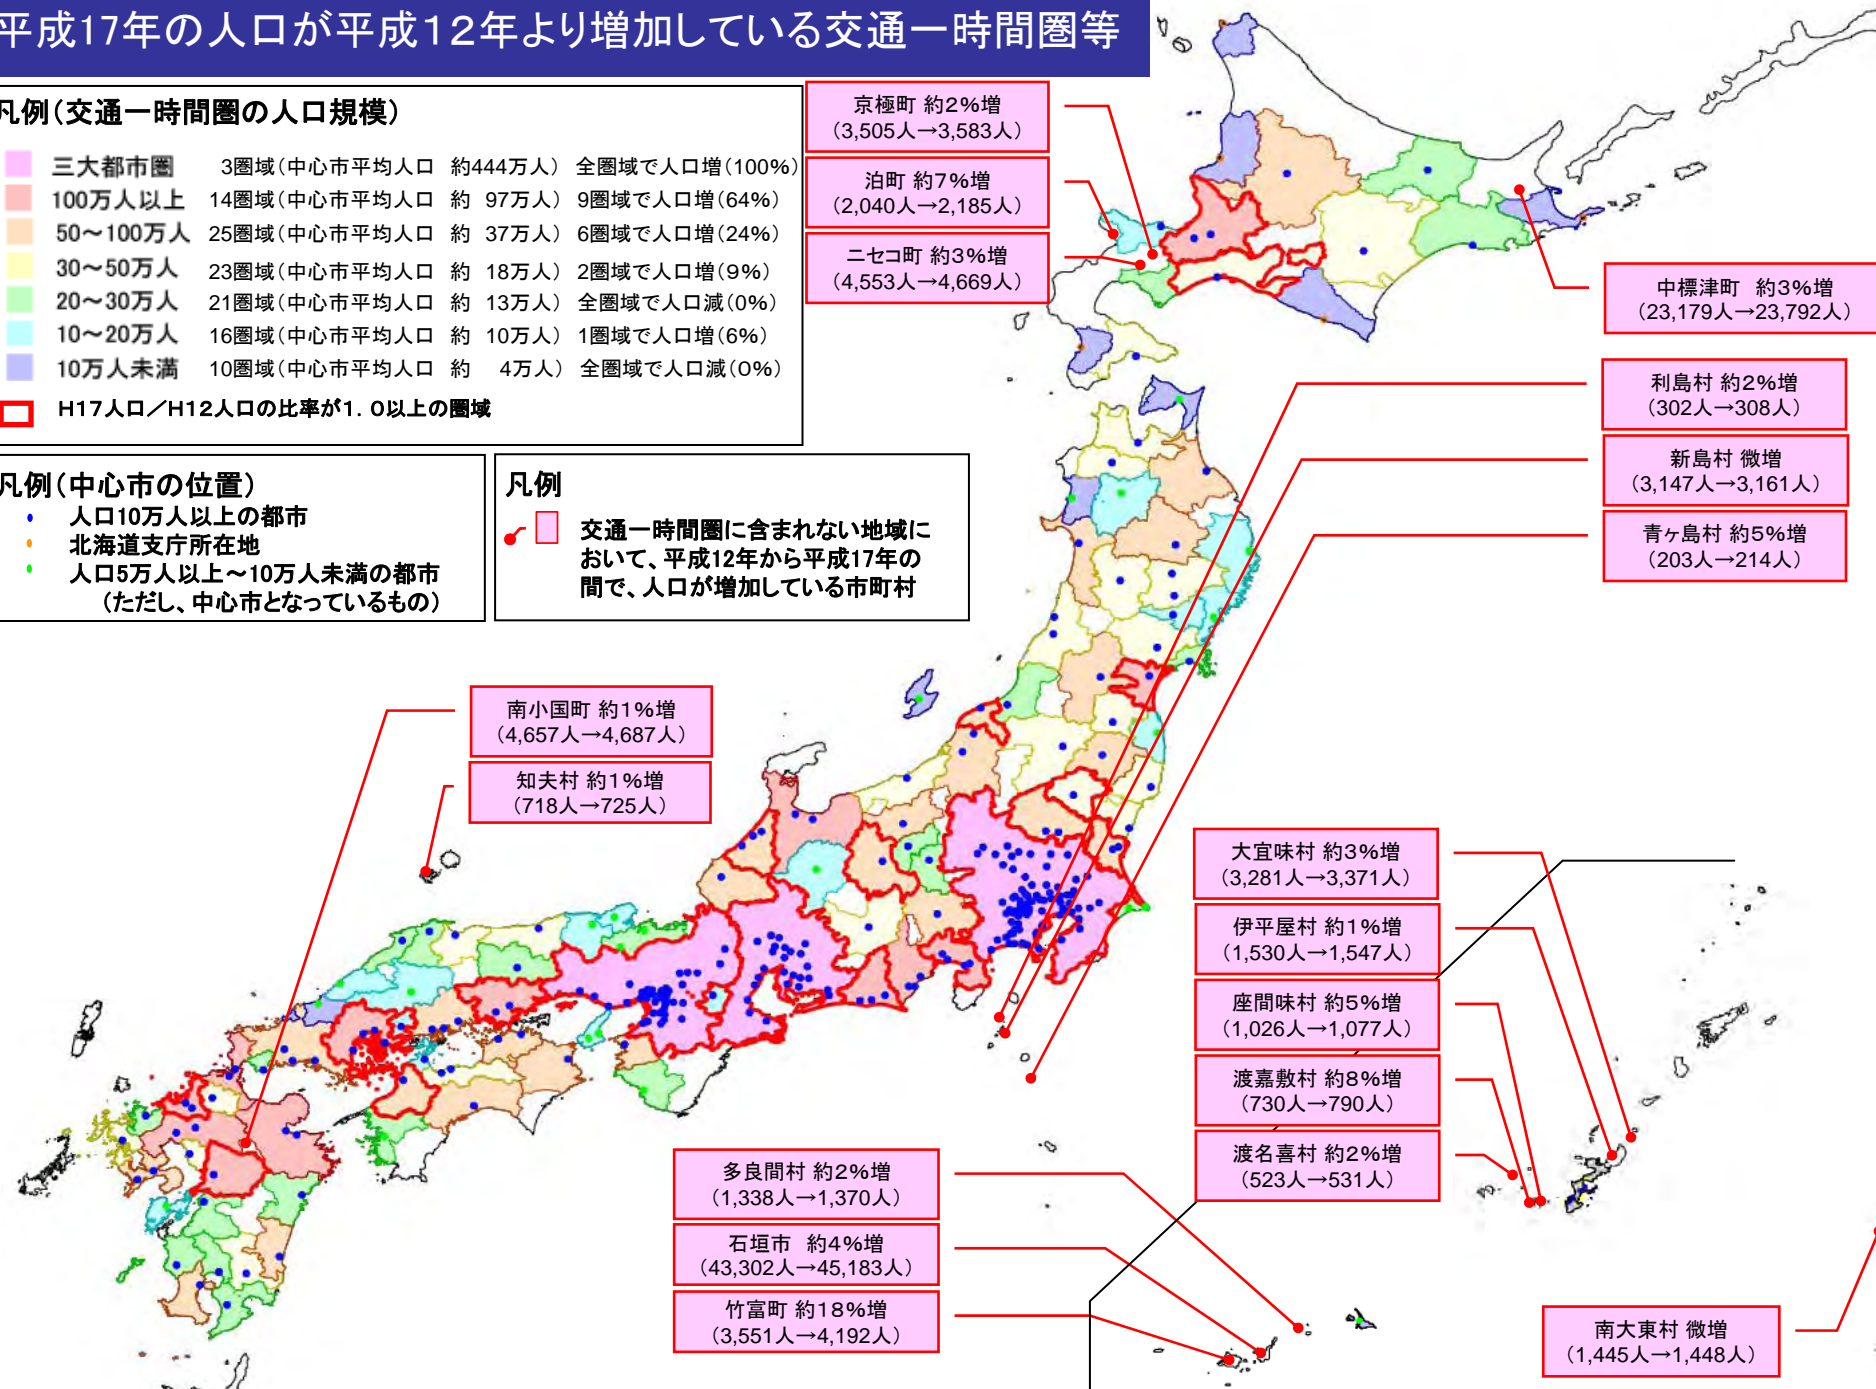 平成17年の人口が平成12年より増加している交通一時間圏等
凡例(交通一時間圏の人口規模)
三大都市圏 3圏域(中心市平均人口 約444万人) 全圏域で人口増(100%)
100万人以上 14圏域(中心市平均人口 約 97万人) 9圏域で人口増(64%)
50～100万人 25圏域(中心市平均人口 約 37万人) 6圏域で人口増(24%)
30～50万人 23圏域(中心市平均人口 約 18万人) 2圏域で人口増(9%)
20～30万人 21圏域(中心市平均人口 約 13万人) 全圏域で人口減(0%)
10～20万人 16圏域(中心市平均人口 約 10万人) 1圏域で人口増(6%)
10万人未満 10圏域(中心市平均人口 約 4万人) 全圏域で人口減(0%)
H17人口／H12人口の比率が1.0以上の圏域
凡例(中心市の位置)
人口10万人以上の都市
北海道支庁所在地
人口5万人以上～10万人未満の都市
(ただし、中心市となっているもの)
凡例
交通一時間圏に含まれない地域に
おいて、平成12年から平成17年の
間で、人口が増加している市町村
京極町 約2%増
(3,505人→3,583人)
泊町 約7%増
(2,040人→2,185人)
ニセコ町 約3%増
(4,553人→4,669人)
中標津町 約3%増
(23,179人→23,792人)
利島村 約2%増
(302人→308人)
新島村 微増
(3,147人→3,161人)
青ヶ島村 約5%増
(203人→214人)
南小国町 約1%増
(4,657人→4,687人)
知夫村 約1%増
(718人→725人)
大宜味村 約3%増
(3,281人→3,371人)
伊平屋村 約1%増
(1,530人→1,547人)
座間味村 約5%増
(1,026人→1,077人)
渡嘉敷村 約8%増
(730人→790人)
渡名喜村 約2%増
(523人→531人)
多良間村 約2%増
(1,338人→1,370人)
石垣市 約4%増
(43,302人→45,183人)
竹富町 約18%増
(3,551人→4,192人)
南大東村 微増
(1,445人→1,448人)